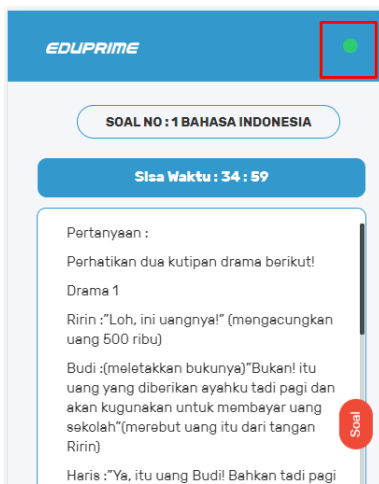 EDUPRIME
SOAL NO : 1 BAHASA INDONESIA
Sisa Waktu : 34 : 59
Pertanyaan :
Perhatikan dua kutipan drama berikut!
Drama 1
Ririn :"Loh, ini uangnya!" (mengacungkan
uang 500 ribu)
Budi :(meletakkan bukunya)"Bukan! itu
uang yang diberikan ayahku tadi pagi dan
akan kugunakan untuk membayar uang
sekolah"(merebut uang itu dari tangan
Ririn)
Soal
Haris :"Ya, itu uang Budi! Bahkan tadi pagi